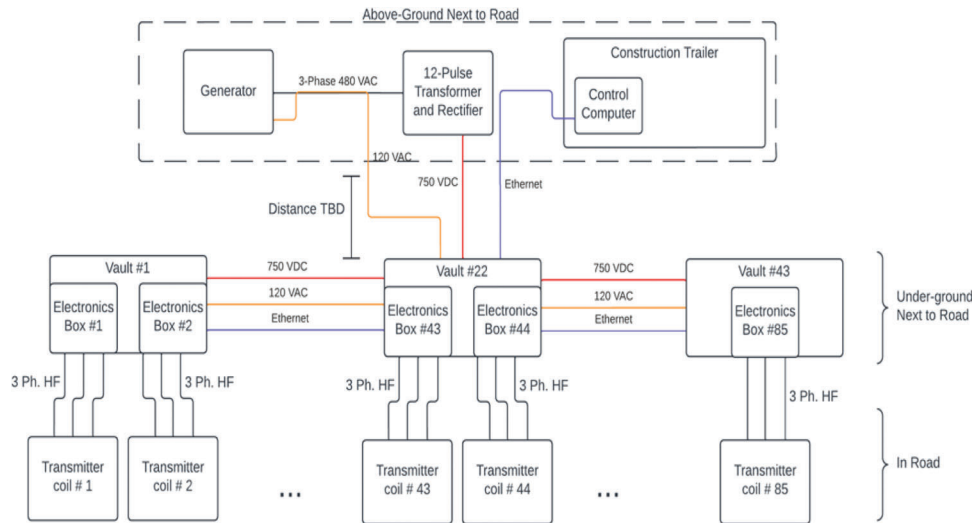 Above-Ground Next to Road
Generator
3-Phase 480 VAC
12-Pulse
Transformer
and Rectifier
Construction Trailer
Control
Computer
120 VAC
750 VDC
Ethernet
Distance TBD
Vault #1
750 VDC
Vault #22
750 VDC
Vault #43
Electronics
Box #1
Electronics
Box #2
120 VAC
Ethernet
Electronics
Box #43
Electronics
Box #44
120 VAC
Ethernet
Electronics
Box #85
Under-ground
Next to Road
3 Ph. HF
3 Ph. HF
3 Ph. HF
3 Ph. HF
3 Ph. HF
Transmitter
coil # 1
Transmitter
coil # 2
...
Transmitter
coil # 43
Transmitter
coil # 44
...
Transmitter
coil # 85
In Road